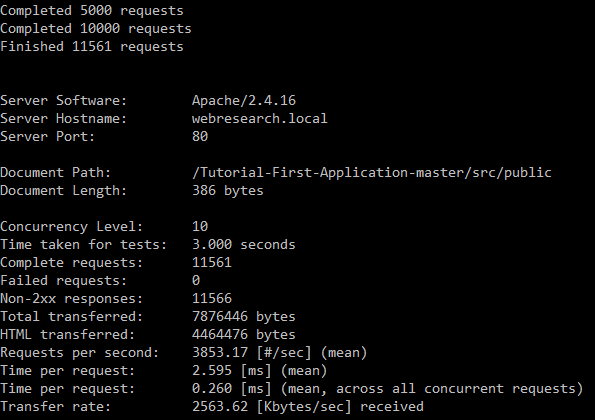 Completed 5000 requests
Completed 10000 requests
Finished 11561 requests
Server Software: Apache/2.4.16
Server Hostname: webresearch.local
Server Port: 80
Document Path: /Tutorial-First-Application-master/src/public
Document Length: 386 bytes
Concurrency Level: 10
Time taken for tests: 3.000 seconds
Complete requests: 11561
Failed requests: 0
Non-2xx responses: 11566
Total transferred: 7876446 bytes
HTML transferred: 4464476 bytes
Requests per second: 3853.17 [#/sec] (mean)
Time per request: 2.595 [ms] (mean)
Time per request: 0.260 [ms] (mean, across all concurrent requests)
Transfer rate: 2563.62 [Kbytes/sec] received